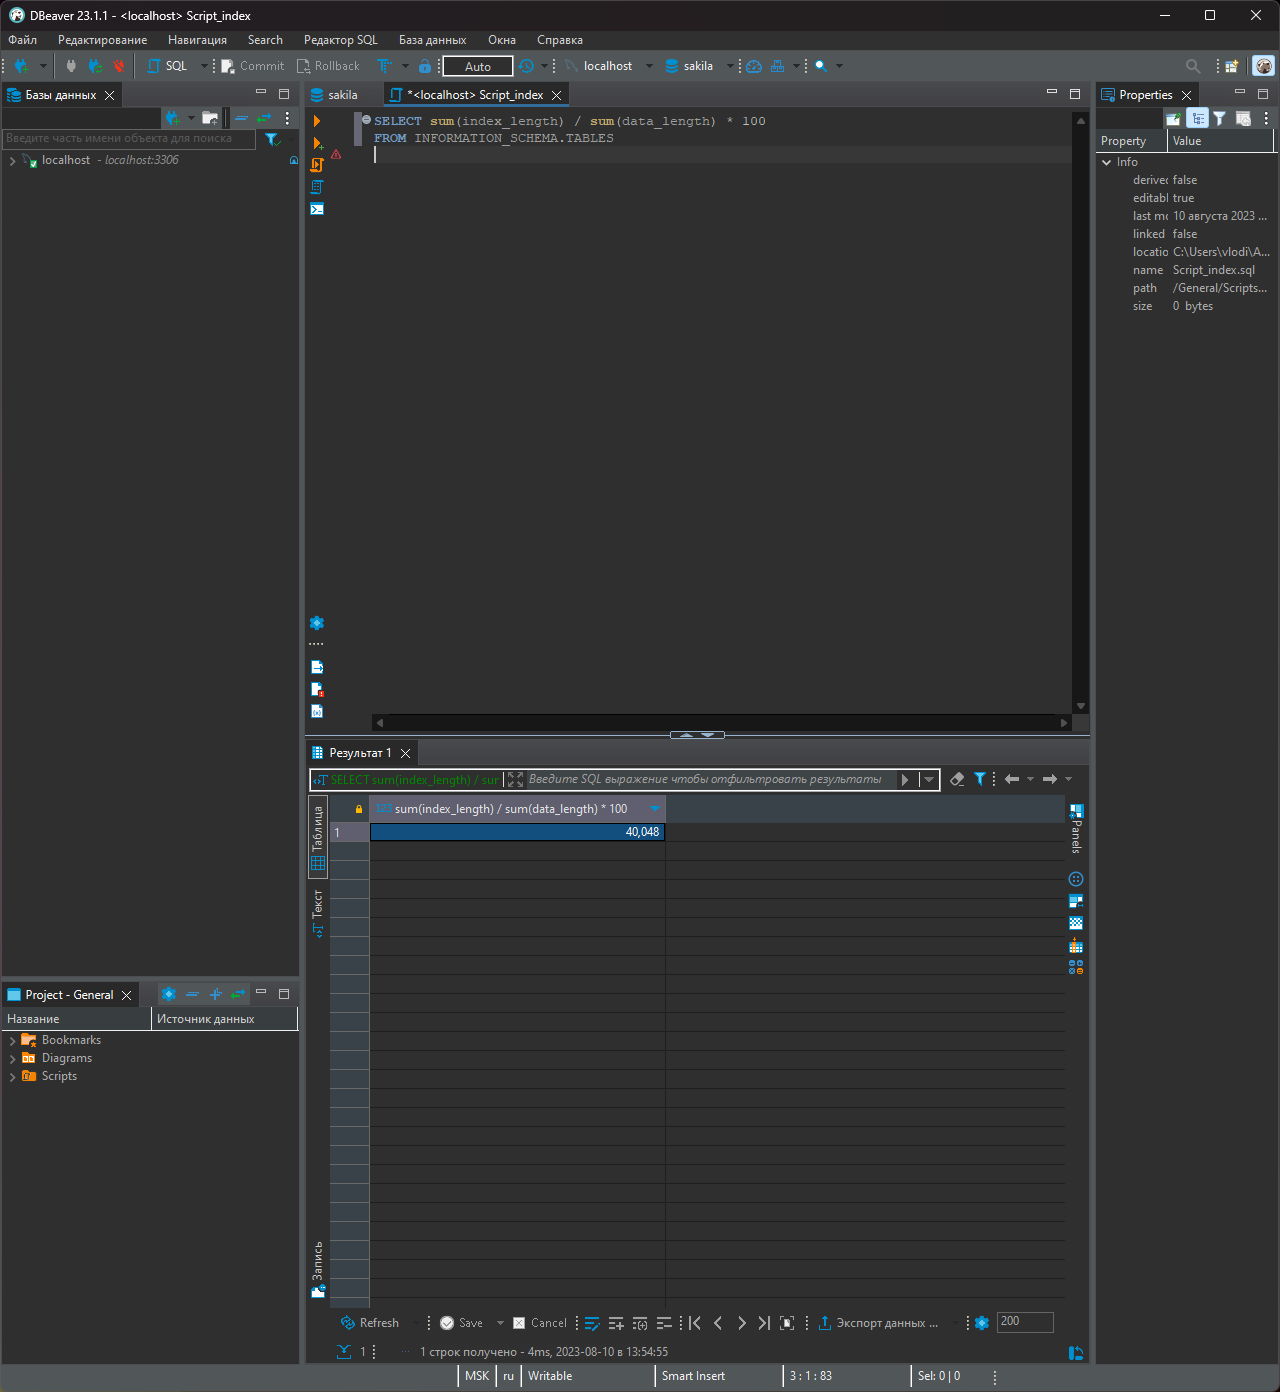 DBeaver 23.1.1 - <localhost> Script_index
Файл Редактирование Навигация Search Редактор SQL База данных Окна Справка
SQL Commit Rollback Auto localhost sakila
Базы данных
Введите часть имени объекта для поиска
localhost - localhost:3306
sakila *<localhost> Script_index
SELECT sum(index_length) / sum(data_length) * 100
FROM INFORMATION_SCHEMA.TABLES
Properties
Property Value
Info
derived false
editabl true
last mo 10 августа 2023 ...
linked false
locatio C:\Users\vlodi\A...
name Script_index.sql
path /General/Scripts...
size 0 bytes
Результат 1
SELECT sum(index_length) / sur Введите SQL выражение чтобы отфильтровать результаты
Таблица
Текст
Запись
123 sum(index_length) / sum(data_length) * 100
1 40,048
Panels
Project - General
Название Источник данных
Bookmarks
Diagrams
Scripts
Refresh Save Cancel Экспорт данных ... 200
1 ... 1 строк получено - 4ms, 2023-08-10 в 13:54:55
MSK ru Writable Smart Insert 3 : 1 : 83 Sel: 0 | 0